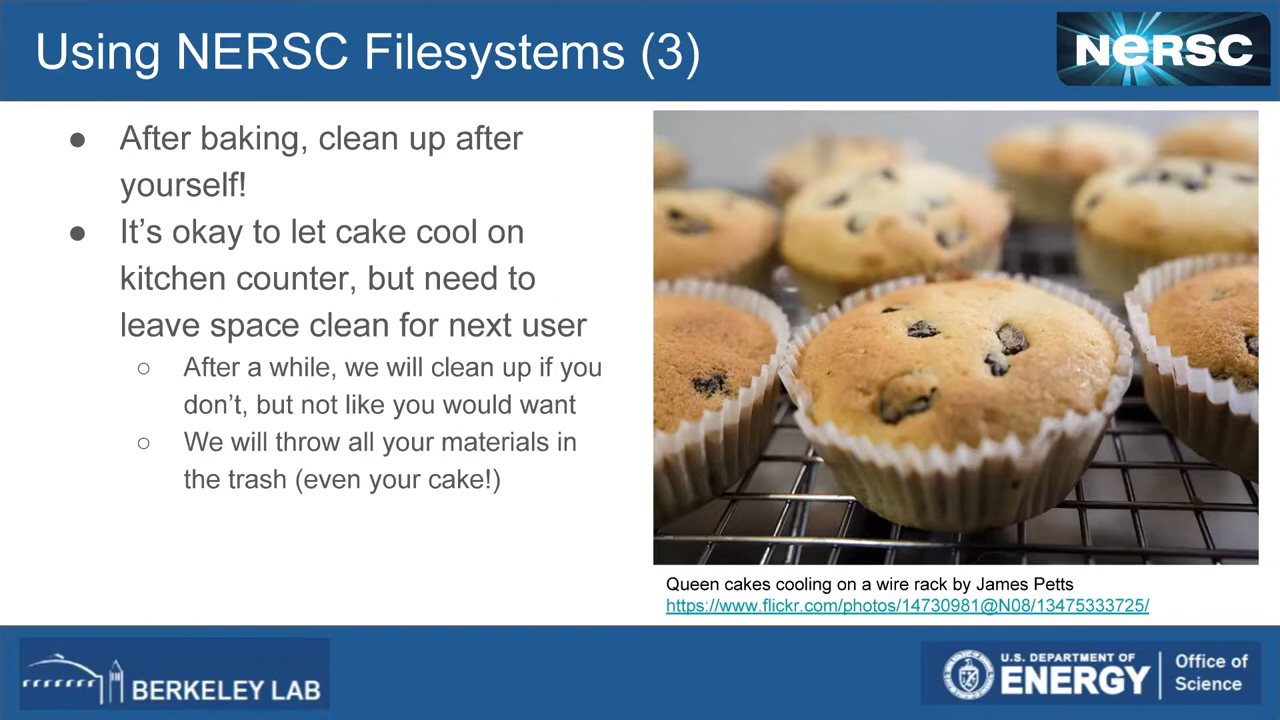 Using NERSC Filesystems (3)
NERSC
● After baking, clean up after
yourself!
● It’s okay to let cake cool on
kitchen counter, but need to
leave space clean for next user
○ After a while, we will clean up if you
don’t, but not like you would want
○ We will throw all your materials in
the trash (even your cake!)
Queen cakes cooling on a wire rack by James Petts
https://www.flickr.com/photos/14730981@N08/13475333725/
BERKELEY LAB
U.S. DEPARTMENT OF
ENERGY
Office of
Science